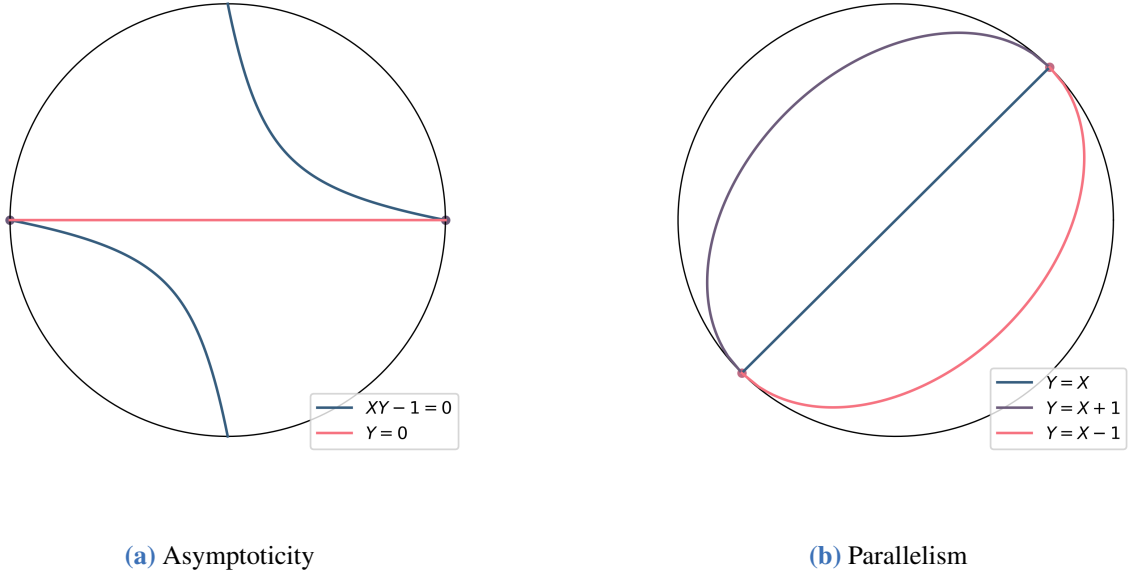 XY − 1 = 0
Y = 0
Y = X
Y = X + 1
Y = X − 1
(a) Asymptoticity
(b) Parallelism